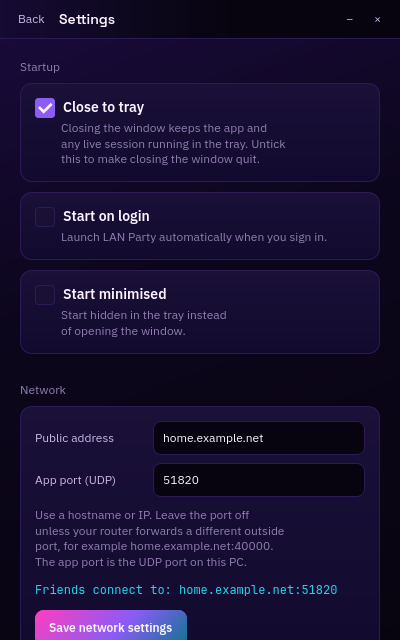 Back Settings − ×
Startup
Close to tray
Closing the window keeps the app and
any live session running in the tray. Untick
this to make closing the window quit.
Start on login
Launch LAN Party automatically when you sign in.
Start minimised
Start hidden in the tray instead
of opening the window.
Network
Public address home.example.net
App port (UDP) 51820
Use a hostname or IP. Leave the port off
unless your router forwards a different outside
port, for example home.example.net:40000.
The app port is the UDP port on this PC.
Friends connect to: home.example.net:51820
Save network settings